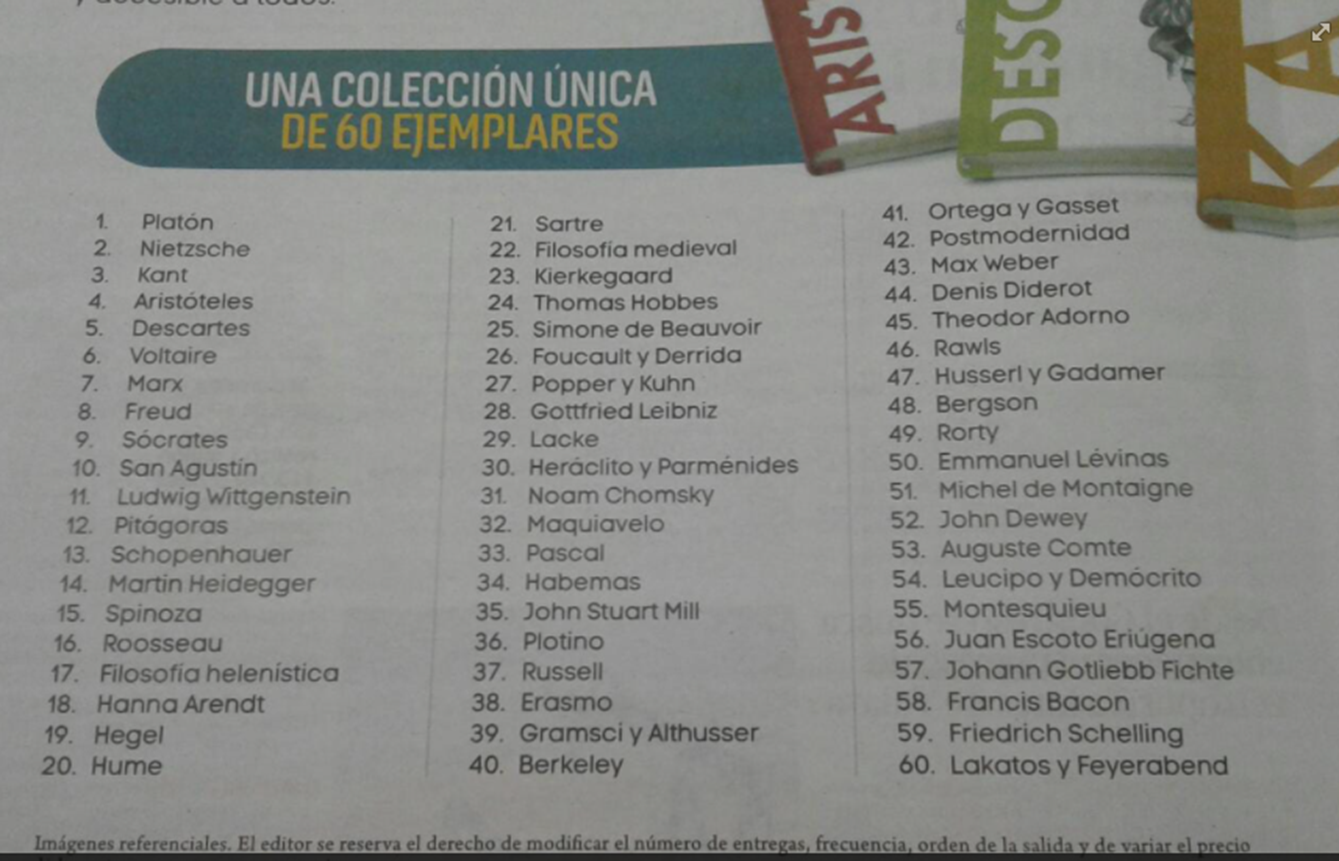 y accesible a todos.
ARIS
DESC
KA
UNA COLECCIÓN ÚNICA
DE 60 EJEMPLARES
1. Platón
2. Nietzsche
3. Kant
4. Aristóteles
5. Descartes
6. Voltaire
7. Marx
8. Freud
9. Sócrates
10. San Agustín
11. Ludwig Wittgenstein
12. Pitágoras
13. Schopenhauer
14. Martin Heidegger
15. Spinoza
16. Roosseau
17. Filosofía helenística
18. Hanna Arendt
19. Hegel
20. Hume
21. Sartre
22. Filosofía medieval
23. Kierkegaard
24. Thomas Hobbes
25. Simone de Beauvoir
26. Foucault y Derrida
27. Popper y Kuhn
28. Gottfried Leibniz
29. Lacke
30. Heráclito y Parménides
31. Noam Chomsky
32. Maquiavelo
33. Pascal
34. Habemas
35. John Stuart Mill
36. Plotino
37. Russell
38. Erasmo
39. Gramsci y Althusser
40. Berkeley
41. Ortega y Gasset
42. Postmodernidad
43. Max Weber
44. Denis Diderot
45. Theodor Adorno
46. Rawls
47. Husserl y Gadamer
48. Bergson
49. Rorty
50. Emmanuel Lévinas
51. Michel de Montaigne
52. John Dewey
53. Auguste Comte
54. Leucipo y Demócrito
55. Montesquieu
56. Juan Escoto Eriúgena
57. Johann Gotliebb Fichte
58. Francis Bacon
59. Friedrich Schelling
60. Lakatos y Feyerabend
Imágenes referenciales. El editor se reserva el derecho de modificar el número de entregas, frecuencia, orden de la salida y de variar el precio